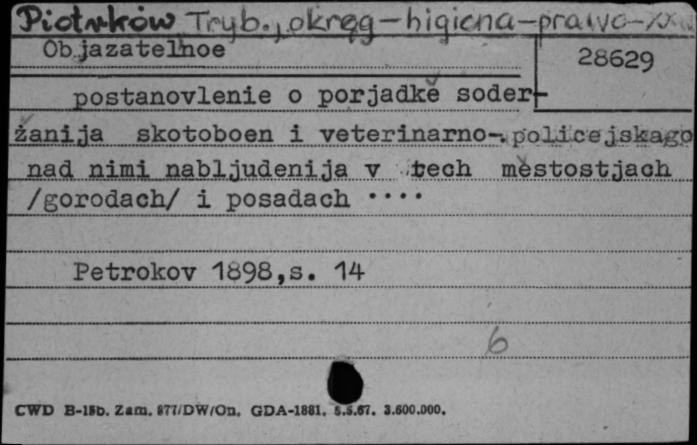 Piotrków Tryb., okręg-higiena-prawo-XX
Objazatelnoe
28629
postanovlenie o porjadkě soder-
žanija skotoboen i veterinarno-policejskago
nad nimi nabljudenija v tech městostjach
/gorodach/ i posadach ....
Petrokov 1898,s. 14
6
CWD B-15b. Zam. 877/DW/On. GDA-1881. 5.5.67. 3.600.000.